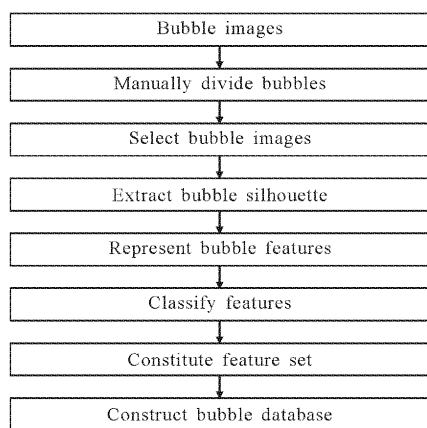 Bubble images
Manually divide bubbles
Select bubble images
Extract bubble silhouette
Represent bubble features
Classify features
Constitute feature set
Construct bubble database